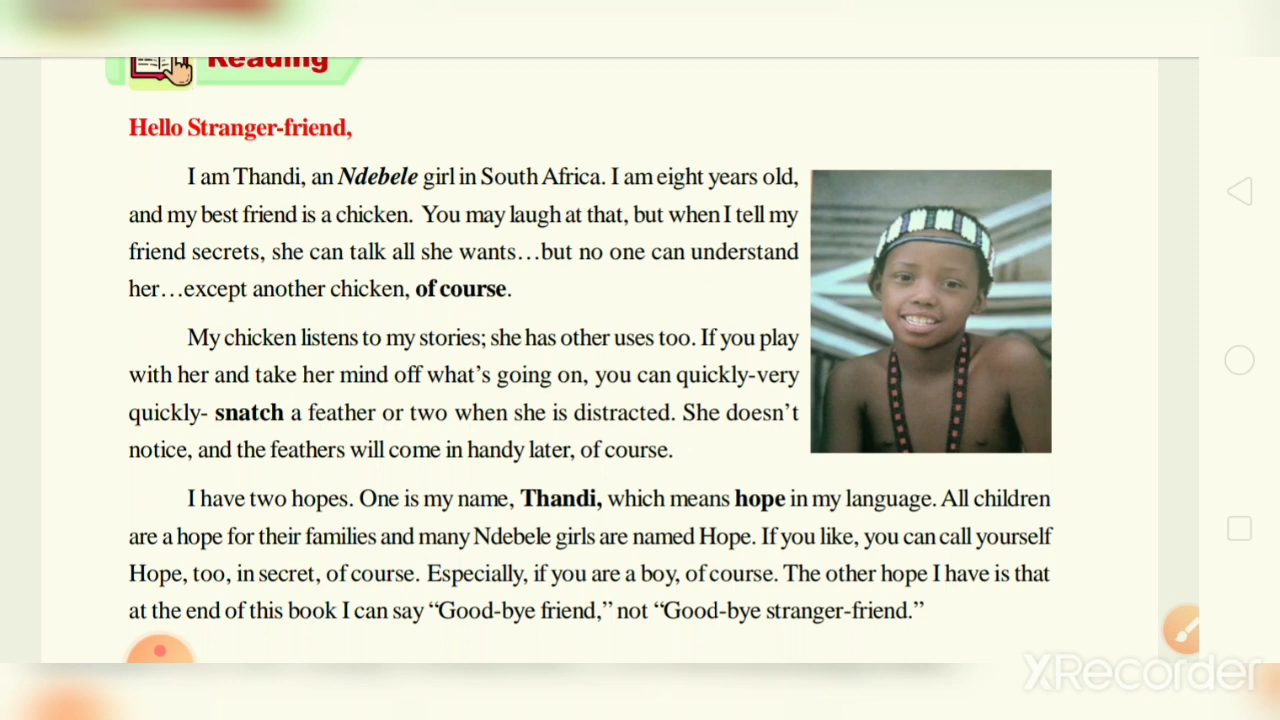 Reading
Hello Stranger-friend,
I am Thandi, an Ndebele girl in South Africa. I am eight years old,
and my best friend is a chicken. You may laugh at that, but when I tell my
friend secrets, she can talk all she wants…but no one can understand
her…except another chicken, of course.
My chicken listens to my stories; she has other uses too. If you play
with her and take her mind off what's going on, you can quickly-very
quickly- snatch a feather or two when she is distracted. She doesn't
notice, and the feathers will come in handy later, of course.
I have two hopes. One is my name, Thandi, which means hope in my language. All children
are a hope for their families and many Ndebele girls are named Hope. If you like, you can call yourself
Hope, too, in secret, of course. Especially, if you are a boy, of course. The other hope I have is that
at the end of this book I can say “Good-bye friend,” not “Good-bye stranger-friend.”
XRecorder